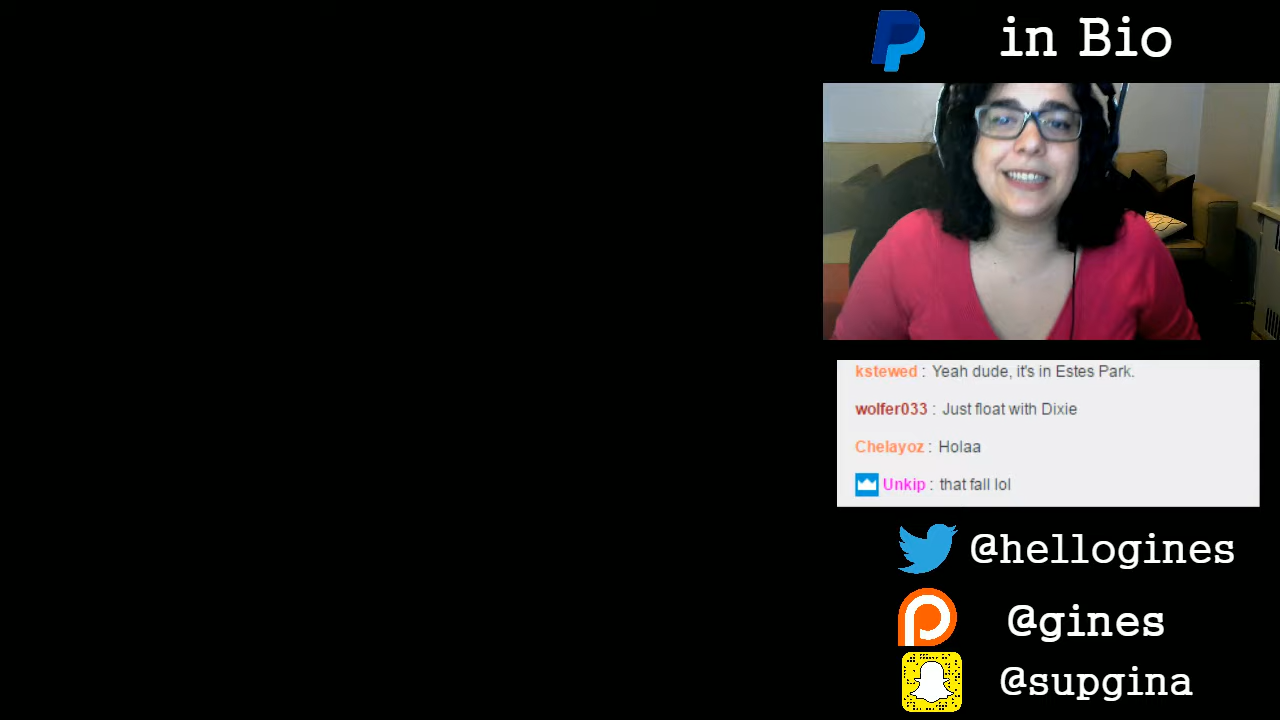 in Bio
kstewed : Yeah dude, it's in Estes Park.
wolfer033 : Just float with Dixie
Chelayoz : Holaa
Unkip : that fall lol
@hellogines
@gines
@supgina